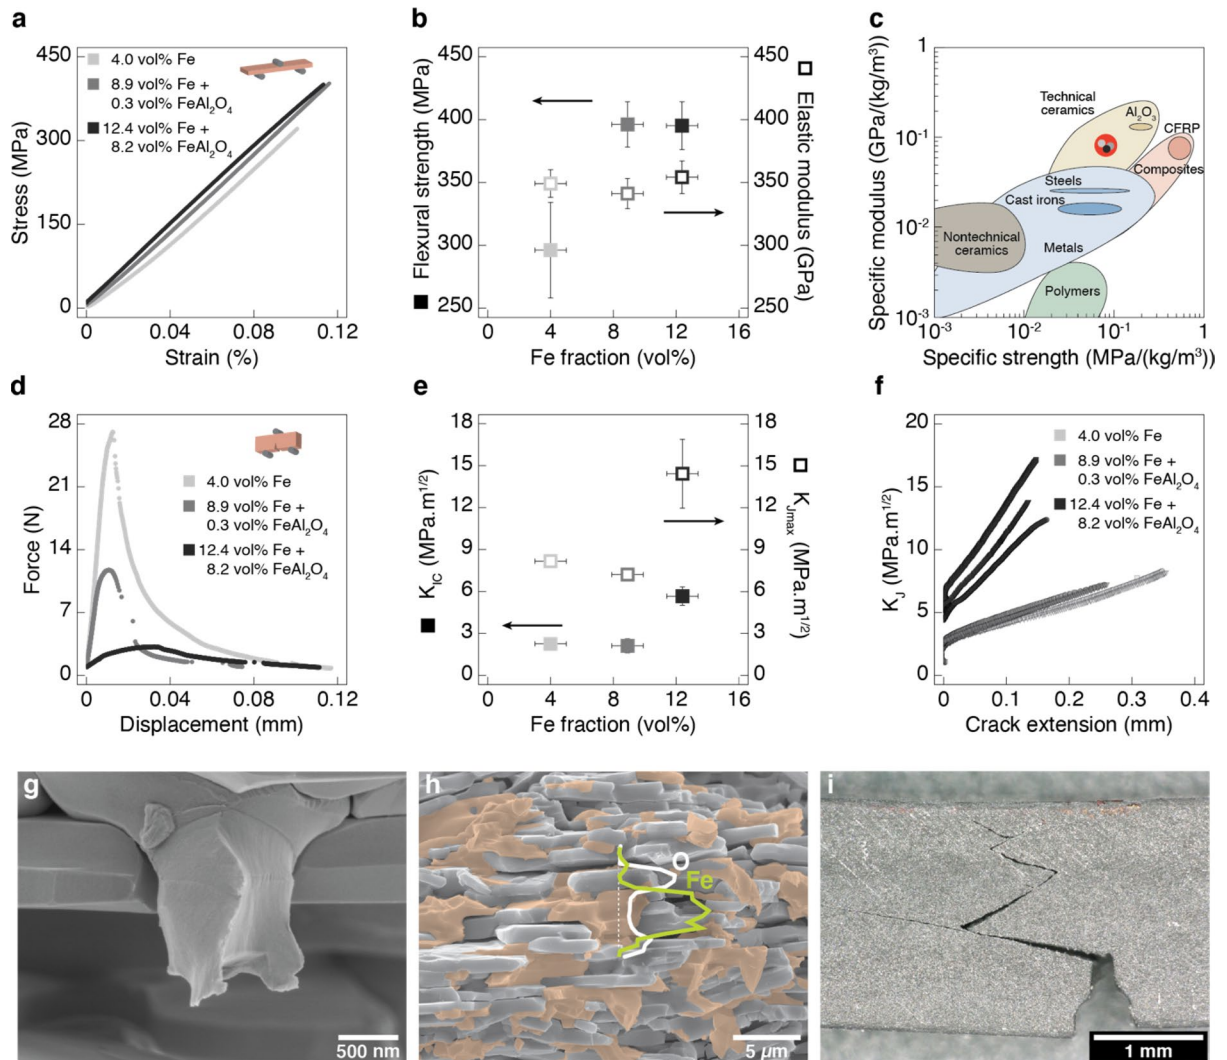 a
450
300
150
0
Stress (MPa)
4.0 vol% Fe
8.9 vol% Fe +
0.3 vol% FeAl₂O₄
12.4 vol% Fe +
8.2 vol% FeAl₂O₄
0 0.04 0.08 0.12
Strain (%)
b
450
400
350
300
250
Flexural strength (MPa)
450
400
350
300
250
Elastic modulus (GPa)
0 4 8 12 16
Fe fraction (vol%)
c
1
10⁻¹
10⁻²
10⁻³
Specific modulus (GPa/(kg/m³))
Technical
ceramics
Al₂O₃
CFRP
Composites
Steels
Cast irons
Nontechnical
ceramics
Metals
Polymers
10⁻³ 10⁻² 10⁻¹ 1
Specific strength (MPa/(kg/m³))
d
28
21
14
7
0
Force (N)
4.0 vol% Fe
8.9 vol% Fe +
0.3 vol% FeAl₂O₄
12.4 vol% Fe +
8.2 vol% FeAl₂O₄
0 0.04 0.08 0.12
Displacement (mm)
e
18
15
12
9
6
3
0
K_IC (MPa.m^1/2)
18
15
12
9
6
3
0
K_Jmax (MPa.m^1/2)
0 4 8 12 16
Fe fraction (vol%)
f
20
15
10
5
0
K_J (MPa.m^1/2)
4.0 vol% Fe
8.9 vol% Fe +
0.3 vol% FeAl₂O₄
12.4 vol% Fe +
8.2 vol% FeAl₂O₄
0 0.1 0.2 0.3 0.4
Crack extension (mm)
g
500 nm
h
O
Fe
5 µm
i
1 mm